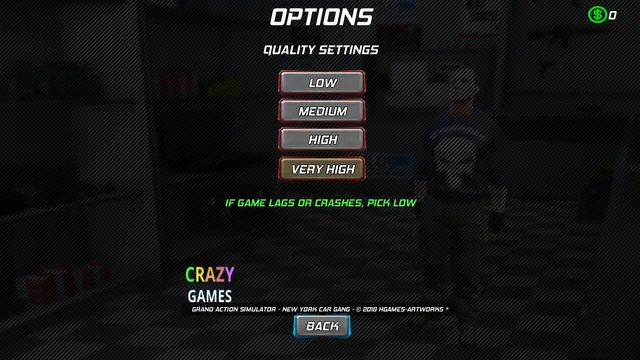 OPTIONS
$ 0
QUALITY SETTINGS
LOW
MEDIUM
HIGH
VERY HIGH
IF GAME LAGS OR CRASHES, PICK LOW
CRAZY
GAMES
GRAND ACTION SIMULATOR - NEW YORK CAR GANG - © 2018 HGAMES-ARTWORKS *
BACK